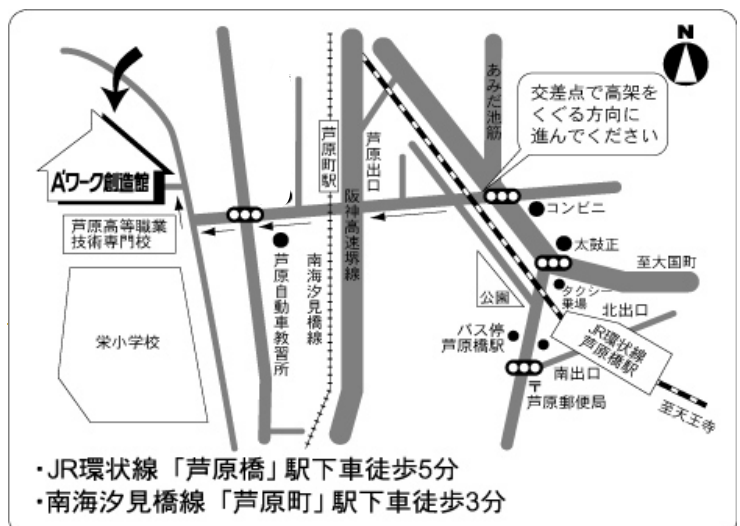 N
交差点で高架を
くぐる方向に
進んでください
あみだ池筋
芦原町駅
芦原出口
阪神高速堺線
A'ワーク創造館
芦原高等職業
技術専門校
栄小学校
芦原自動車教習所
南海汐見橋線
コンビニ
太鼓正
至大国町
タクシー
乗場
公園
北出口
バス停
芦原橋駅
JR環状線
芦原橋駅
南出口
〒
芦原郵便局
至天王寺
・JR環状線「芦原橋」駅下車徒歩5分
・南海汐見橋線「芦原町」駅下車徒歩3分